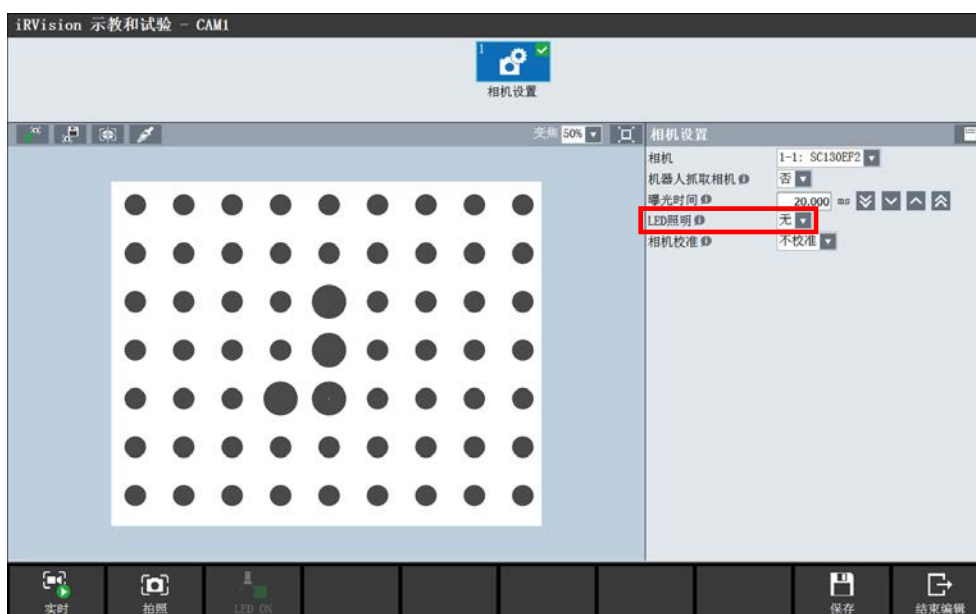 iRVision 示教和试验 - CAM1
1
相机设置
变焦 50%
相机设置
相机 1-1: SC130EF2
机器人抓取相机 否
曝光时间 20.000 ms
LED照明 无
相机校准 不校准
实时 拍照 LED ON 保存 结束编辑